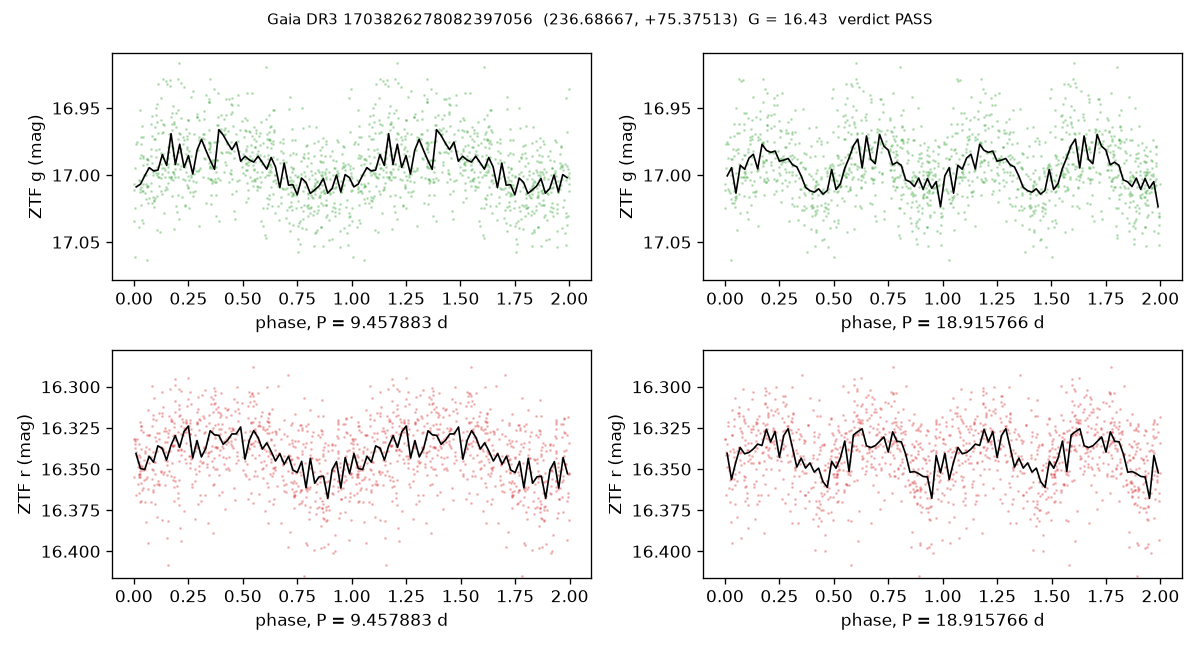 Gaia DR3 1703826278082397056 (236.68667, +75.37513) G = 16.43 verdict PASS
ZTF g (mag)
16.95
17.00
17.05
0.00 0.25 0.50 0.75 1.00 1.25 1.50 1.75 2.00
phase, P = 9.457883 d
ZTF g (mag)
16.95
17.00
17.05
0.00 0.25 0.50 0.75 1.00 1.25 1.50 1.75 2.00
phase, P = 18.915766 d
ZTF r (mag)
16.300
16.325
16.350
16.375
16.400
0.00 0.25 0.50 0.75 1.00 1.25 1.50 1.75 2.00
phase, P = 9.457883 d
ZTF r (mag)
16.300
16.325
16.350
16.375
16.400
0.00 0.25 0.50 0.75 1.00 1.25 1.50 1.75 2.00
phase, P = 18.915766 d